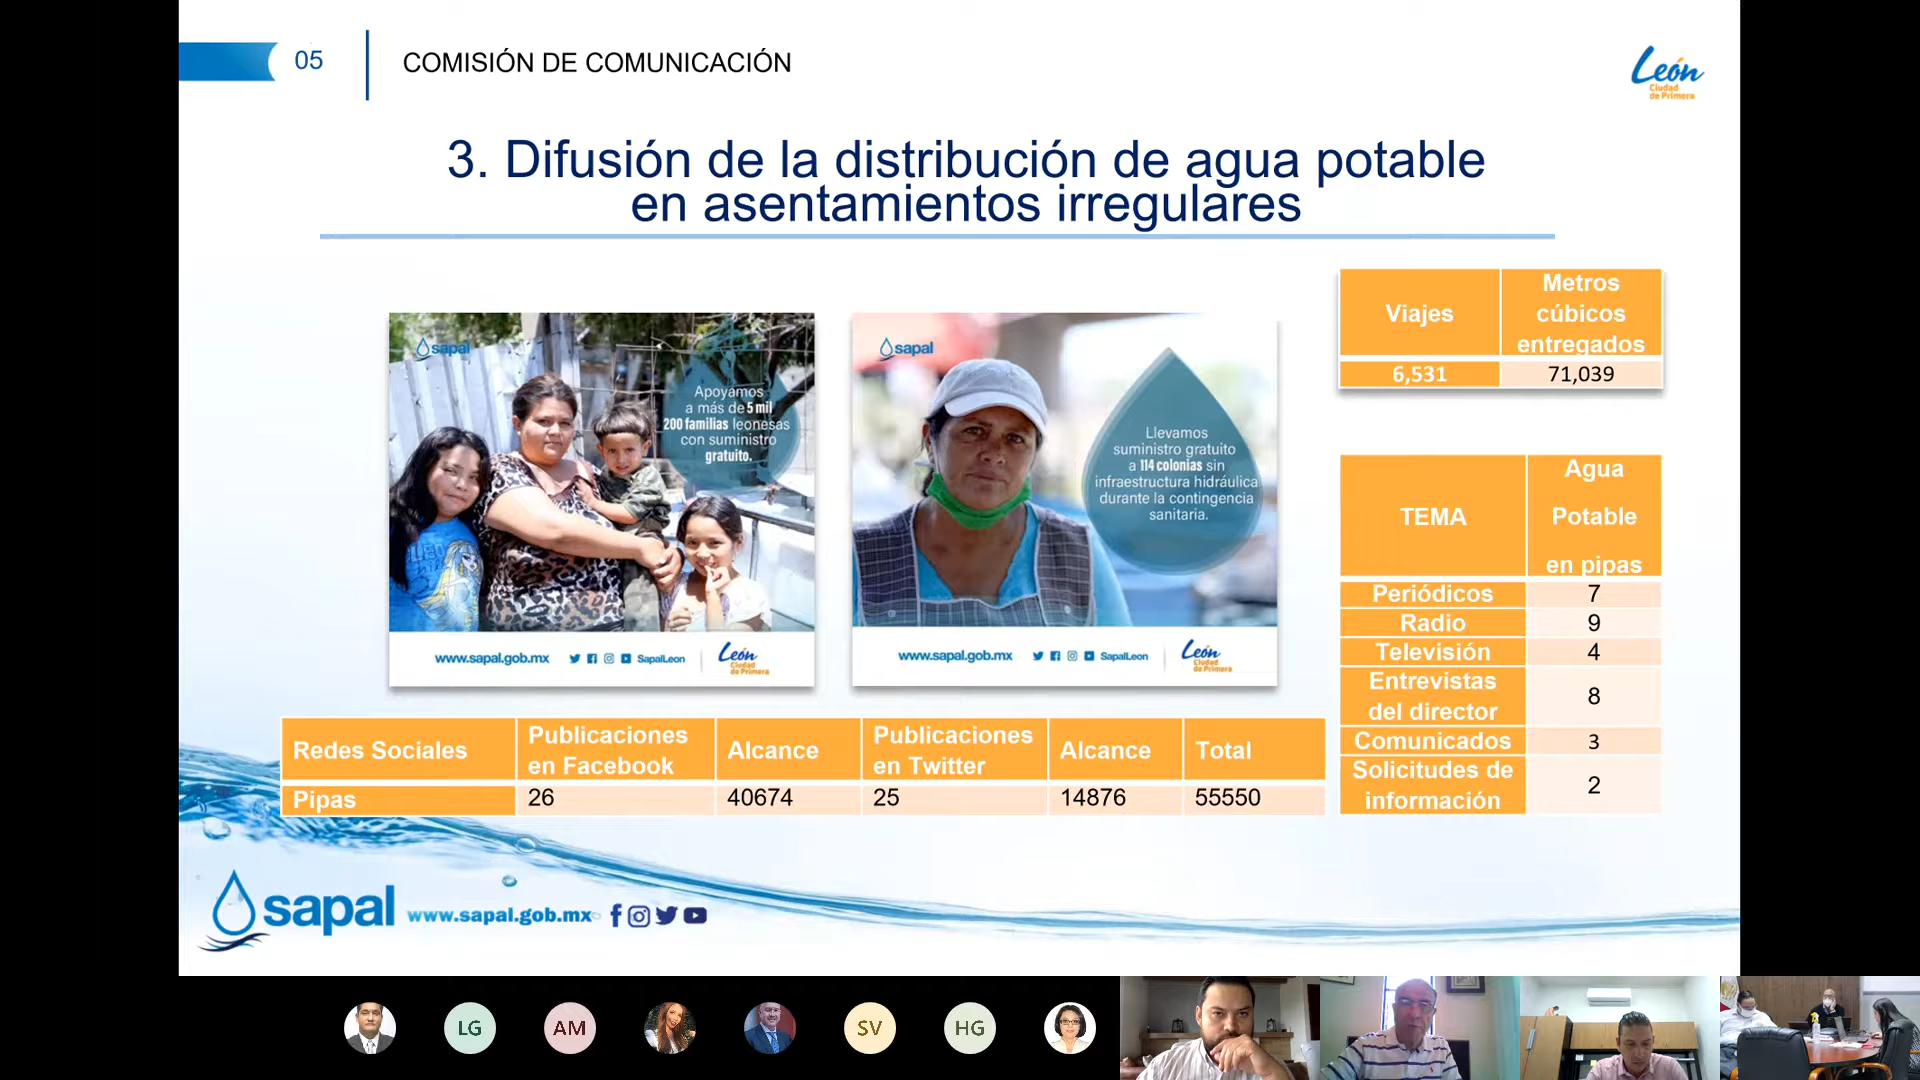 05
COMISIÓN DE COMUNICACIÓN
León
Ciudad
de Primera
3. Difusión de la distribución de agua potable
en asentamientos irregulares
sapal
Apoyamos
a más de 5 mil
200 familias leonesas
con suministro
gratuito.
www.sapal.gob.mx
SapalLeon
León
Ciudad
de Primera
sapal
Llevamos
suministro gratuito
a 114 colonias sin
infraestructura hidráulica
durante la contingencia
sanitaria.
www.sapal.gob.mx
SapalLeon
León
Ciudad
de Primera
Viajes
Metros
cúbicos
entregados
6,531 71,039
TEMA
Agua
Potable
en pipas
Periódicos 7
Radio 9
Televisión 4
Entrevistas
del director
8
Comunicados 3
Solicitudes de
información
2
Redes Sociales
Publicaciones
en Facebook
Alcance
Publicaciones
en Twitter
Alcance
Total
Pipas 26 40674 25 14876 55550
sapal
www.sapal.gob.mx
LG
AM
SV
HG